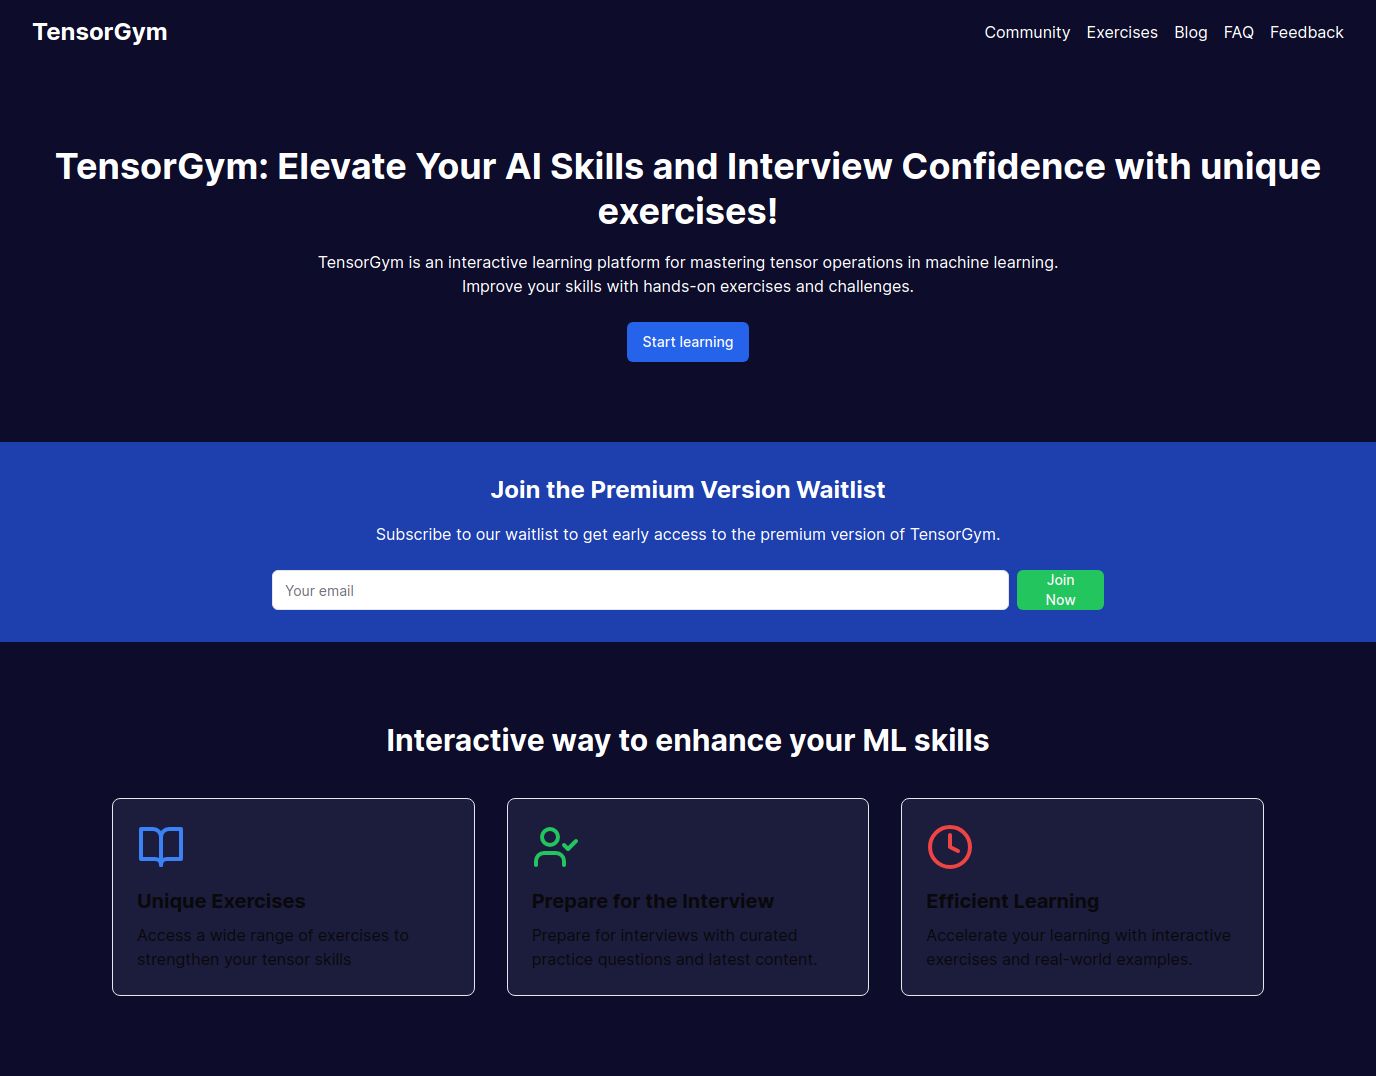 TensorGym
Community Exercises Blog FAQ Feedback
TensorGym: Elevate Your AI Skills and Interview Confidence with unique
exercises!
TensorGym is an interactive learning platform for mastering tensor operations in machine learning.
Improve your skills with hands-on exercises and challenges.
Start learning
Join the Premium Version Waitlist
Subscribe to our waitlist to get early access to the premium version of TensorGym.
Your email
Join
Now
Interactive way to enhance your ML skills
Unique Exercises
Access a wide range of exercises to
strengthen your tensor skills
Prepare for the Interview
Prepare for interviews with curated
practice questions and latest content.
Efficient Learning
Accelerate your learning with interactive
exercises and real-world examples.